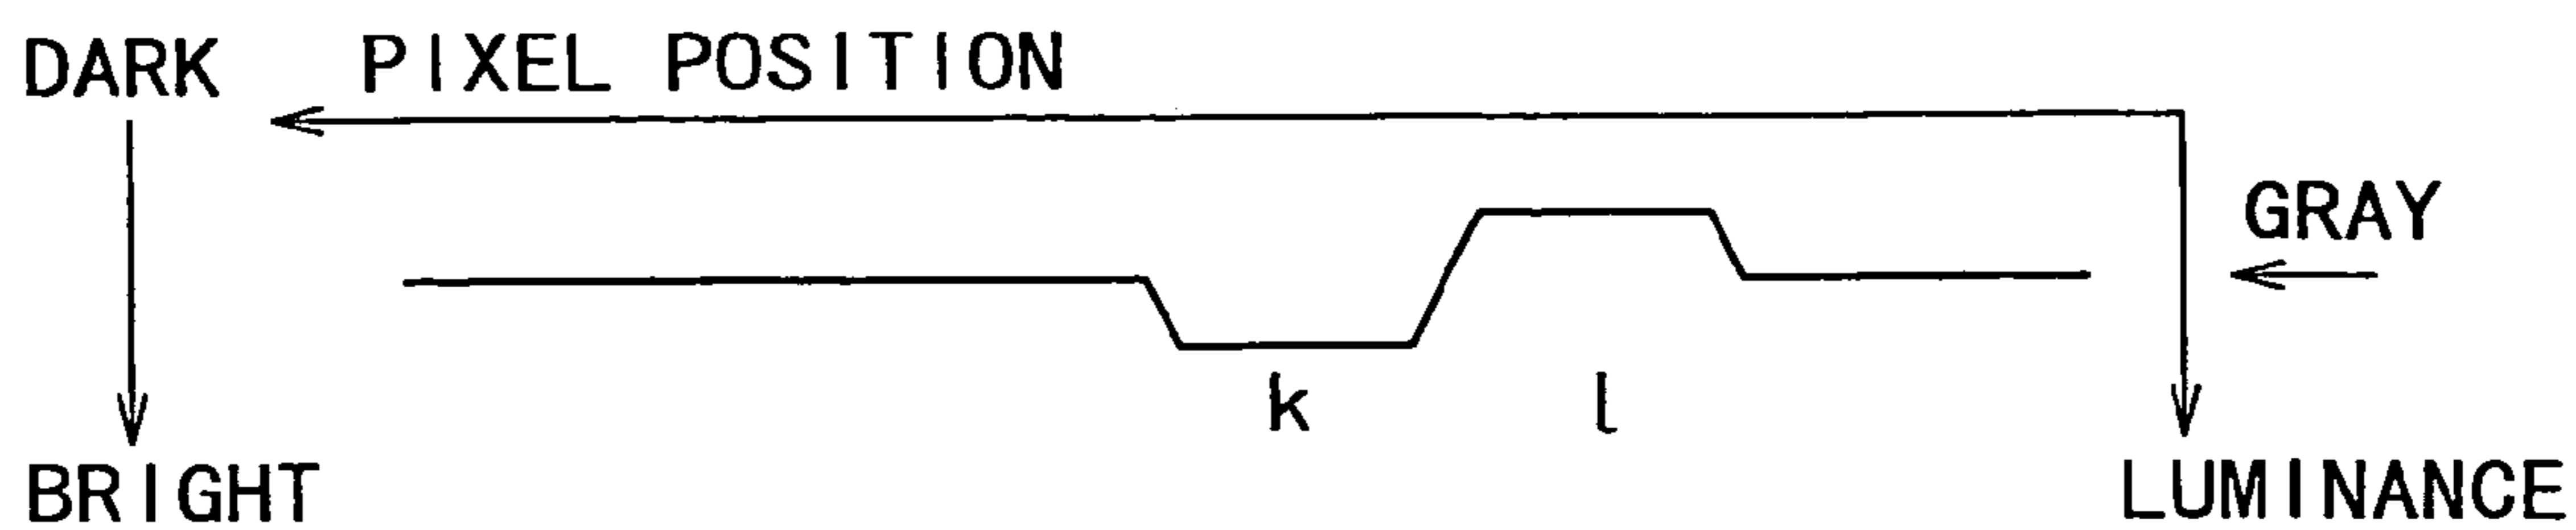 DARK
PIXEL POSITION
GRAY
k
l
BRIGHT
LUMINANCE